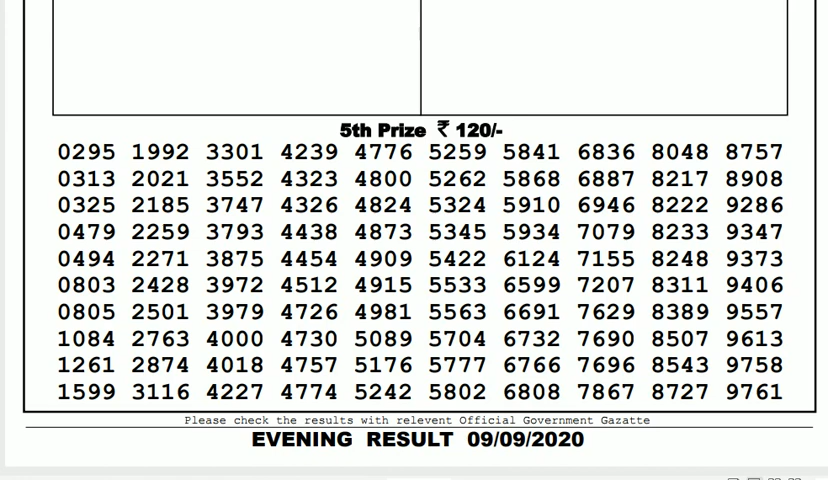 5th Prize ₹ 120/-
0295 1992 3301 4239 4776 5259 5841 6836 8048 8757
0313 2021 3552 4323 4800 5262 5868 6887 8217 8908
0325 2185 3747 4326 4824 5324 5910 6946 8222 9286
0479 2259 3793 4438 4873 5345 5934 7079 8233 9347
0494 2271 3875 4454 4909 5422 6124 7155 8248 9373
0803 2428 3972 4512 4915 5533 6599 7207 8311 9406
0805 2501 3979 4726 4981 5563 6691 7629 8389 9557
1084 2763 4000 4730 5089 5704 6732 7690 8507 9613
1261 2874 4018 4757 5176 5777 6766 7696 8543 9758
1599 3116 4227 4774 5242 5802 6808 7867 8727 9761
Please check the results with relevent Official Government Gazatte
EVENING RESULT 09/09/2020